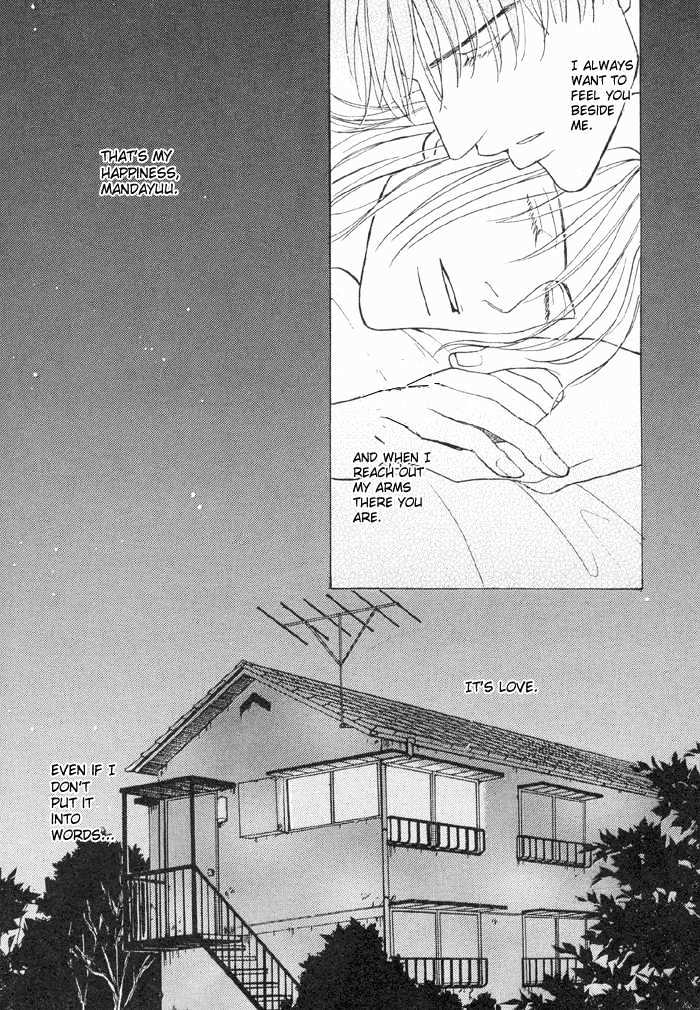 I ALWAYS
WANT TO
FEEL YOU
BESIDE
ME.
AND WHEN I
REACH OUT
MY ARMS
THERE YOU
ARE.
THAT'S MY
HAPPINESS,
MANDAYUU.
IT'S LOVE.
EVEN IF I
DON'T
PUT IT
INTO
WORDS...